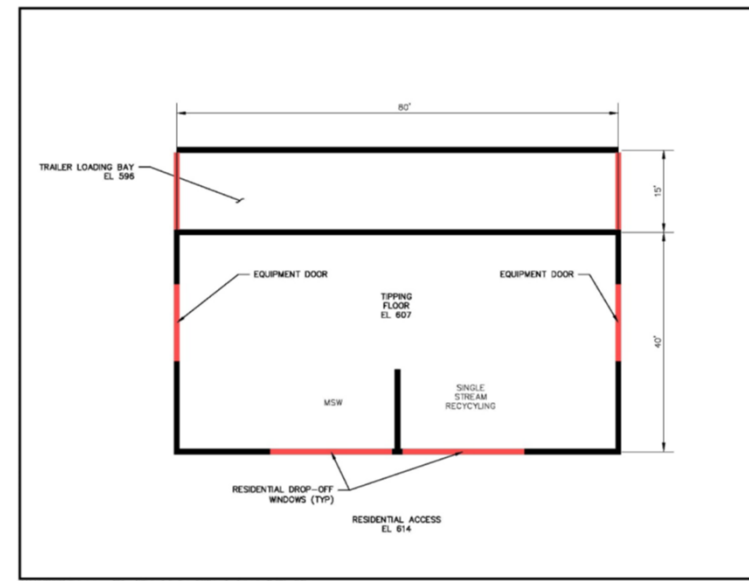 80'
TRAILER LOADING BAY
EL 596
15'
EQUIPMENT DOOR
EQUIPMENT DOOR
TIPPING
FLOOR
EL 607
40'
MSW
SINGLE
STREAM
RECYCYLING
RESIDENTIAL DROP-OFF
WINDOWS (TYP)
RESIDENTIAL ACCESS
EL 614